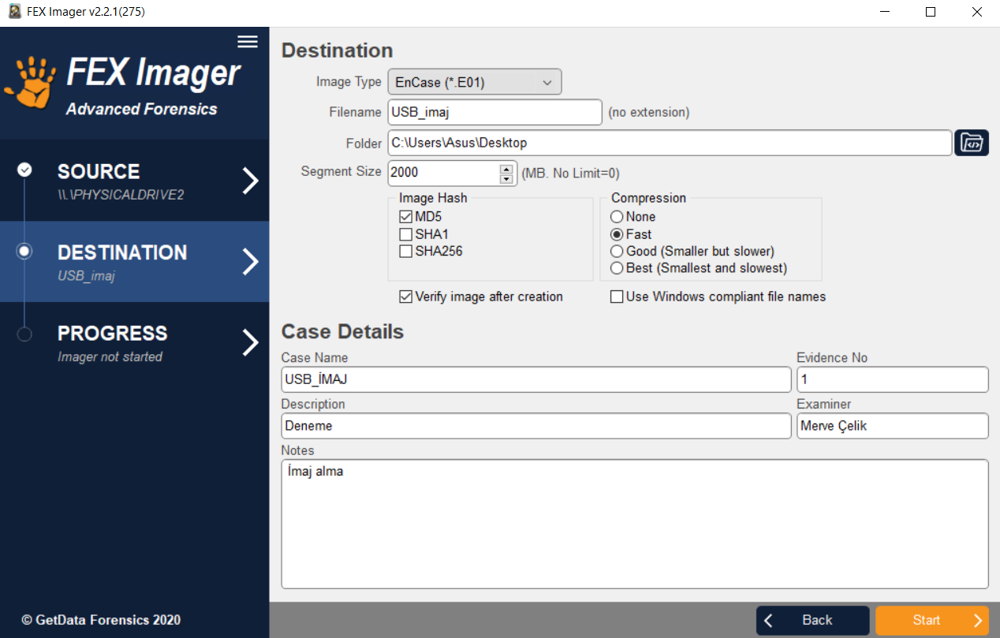 FEX Imager v2.2.1(275)
FEX Imager
Advanced Forensics
SOURCE
\\.\PHYSICALDRIVE2
DESTINATION
USB_imaj
PROGRESS
Imager not started
© GetData Forensics 2020
Destination
Image Type EnCase (*.E01)
Filename USB_imaj (no extension)
Folder C:\Users\Asus\Desktop
Segment Size 2000 (MB. No Limit=0)
Image Hash
MD5
SHA1
SHA256
Compression
None
Fast
Good (Smaller but slower)
Best (Smallest and slowest)
Verify image after creation
Use Windows compliant file names
Case Details
Case Name
USB_İMAJ
Evidence No
1
Description
Deneme
Examiner
Merve Çelik
Notes
İmaj alma
Back
Start